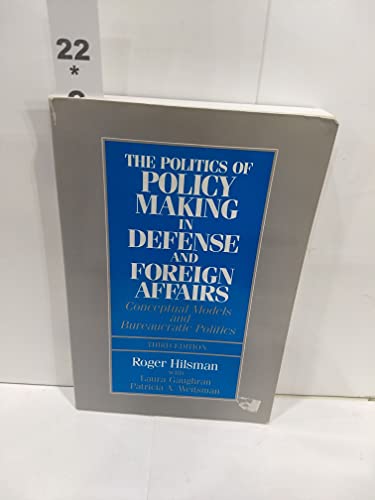 22
*
THE POLITICS OF
POLICY
MAKING
IN
DEFENSE
AND
FOREIGN
AFFAIRS
Conceptual Models
and
Bureaucratic Politics
THIRD EDITION
Roger Hilsman
with
Laura Gaughran
Patricia A. Weitsman